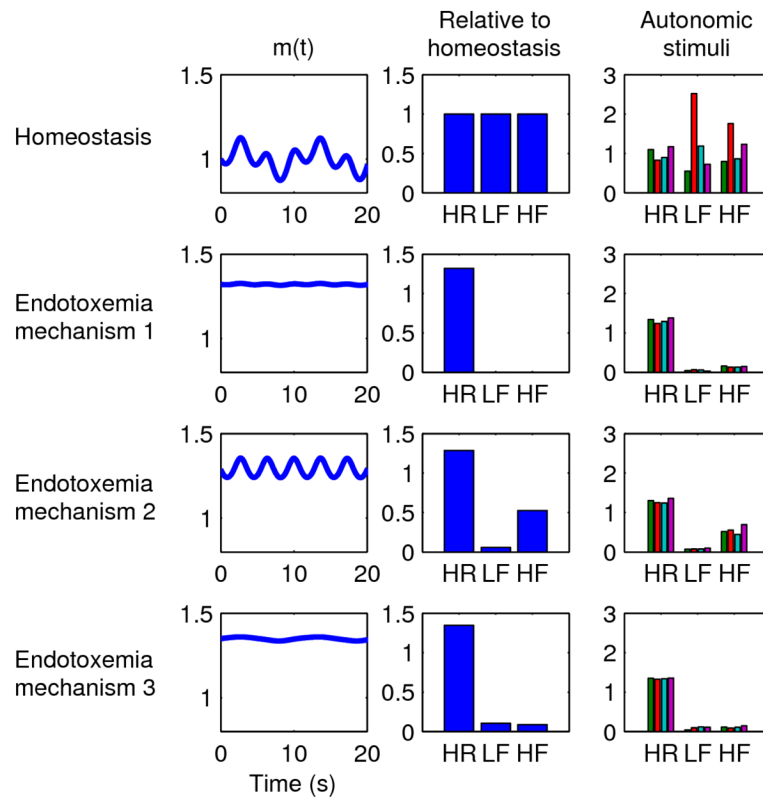 m(t)
Relative to
homeostasis
Autonomic
stimuli
Homeostasis
1.5
1
0 10 20
1.5
1
0.5
0
HR LF HF
3
2
1
0
HR LF HF
Endotoxemia
mechanism 1
1.5
1
0 10 20
1.5
1
0.5
0
HR LF HF
3
2
1
0
HR LF HF
Endotoxemia
mechanism 2
1.5
1
0 10 20
1.5
1
0.5
0
HR LF HF
3
2
1
0
HR LF HF
Endotoxemia
mechanism 3
1.5
1
0 10 20
Time (s)
1.5
1
0.5
0
HR LF HF
3
2
1
0
HR LF HF